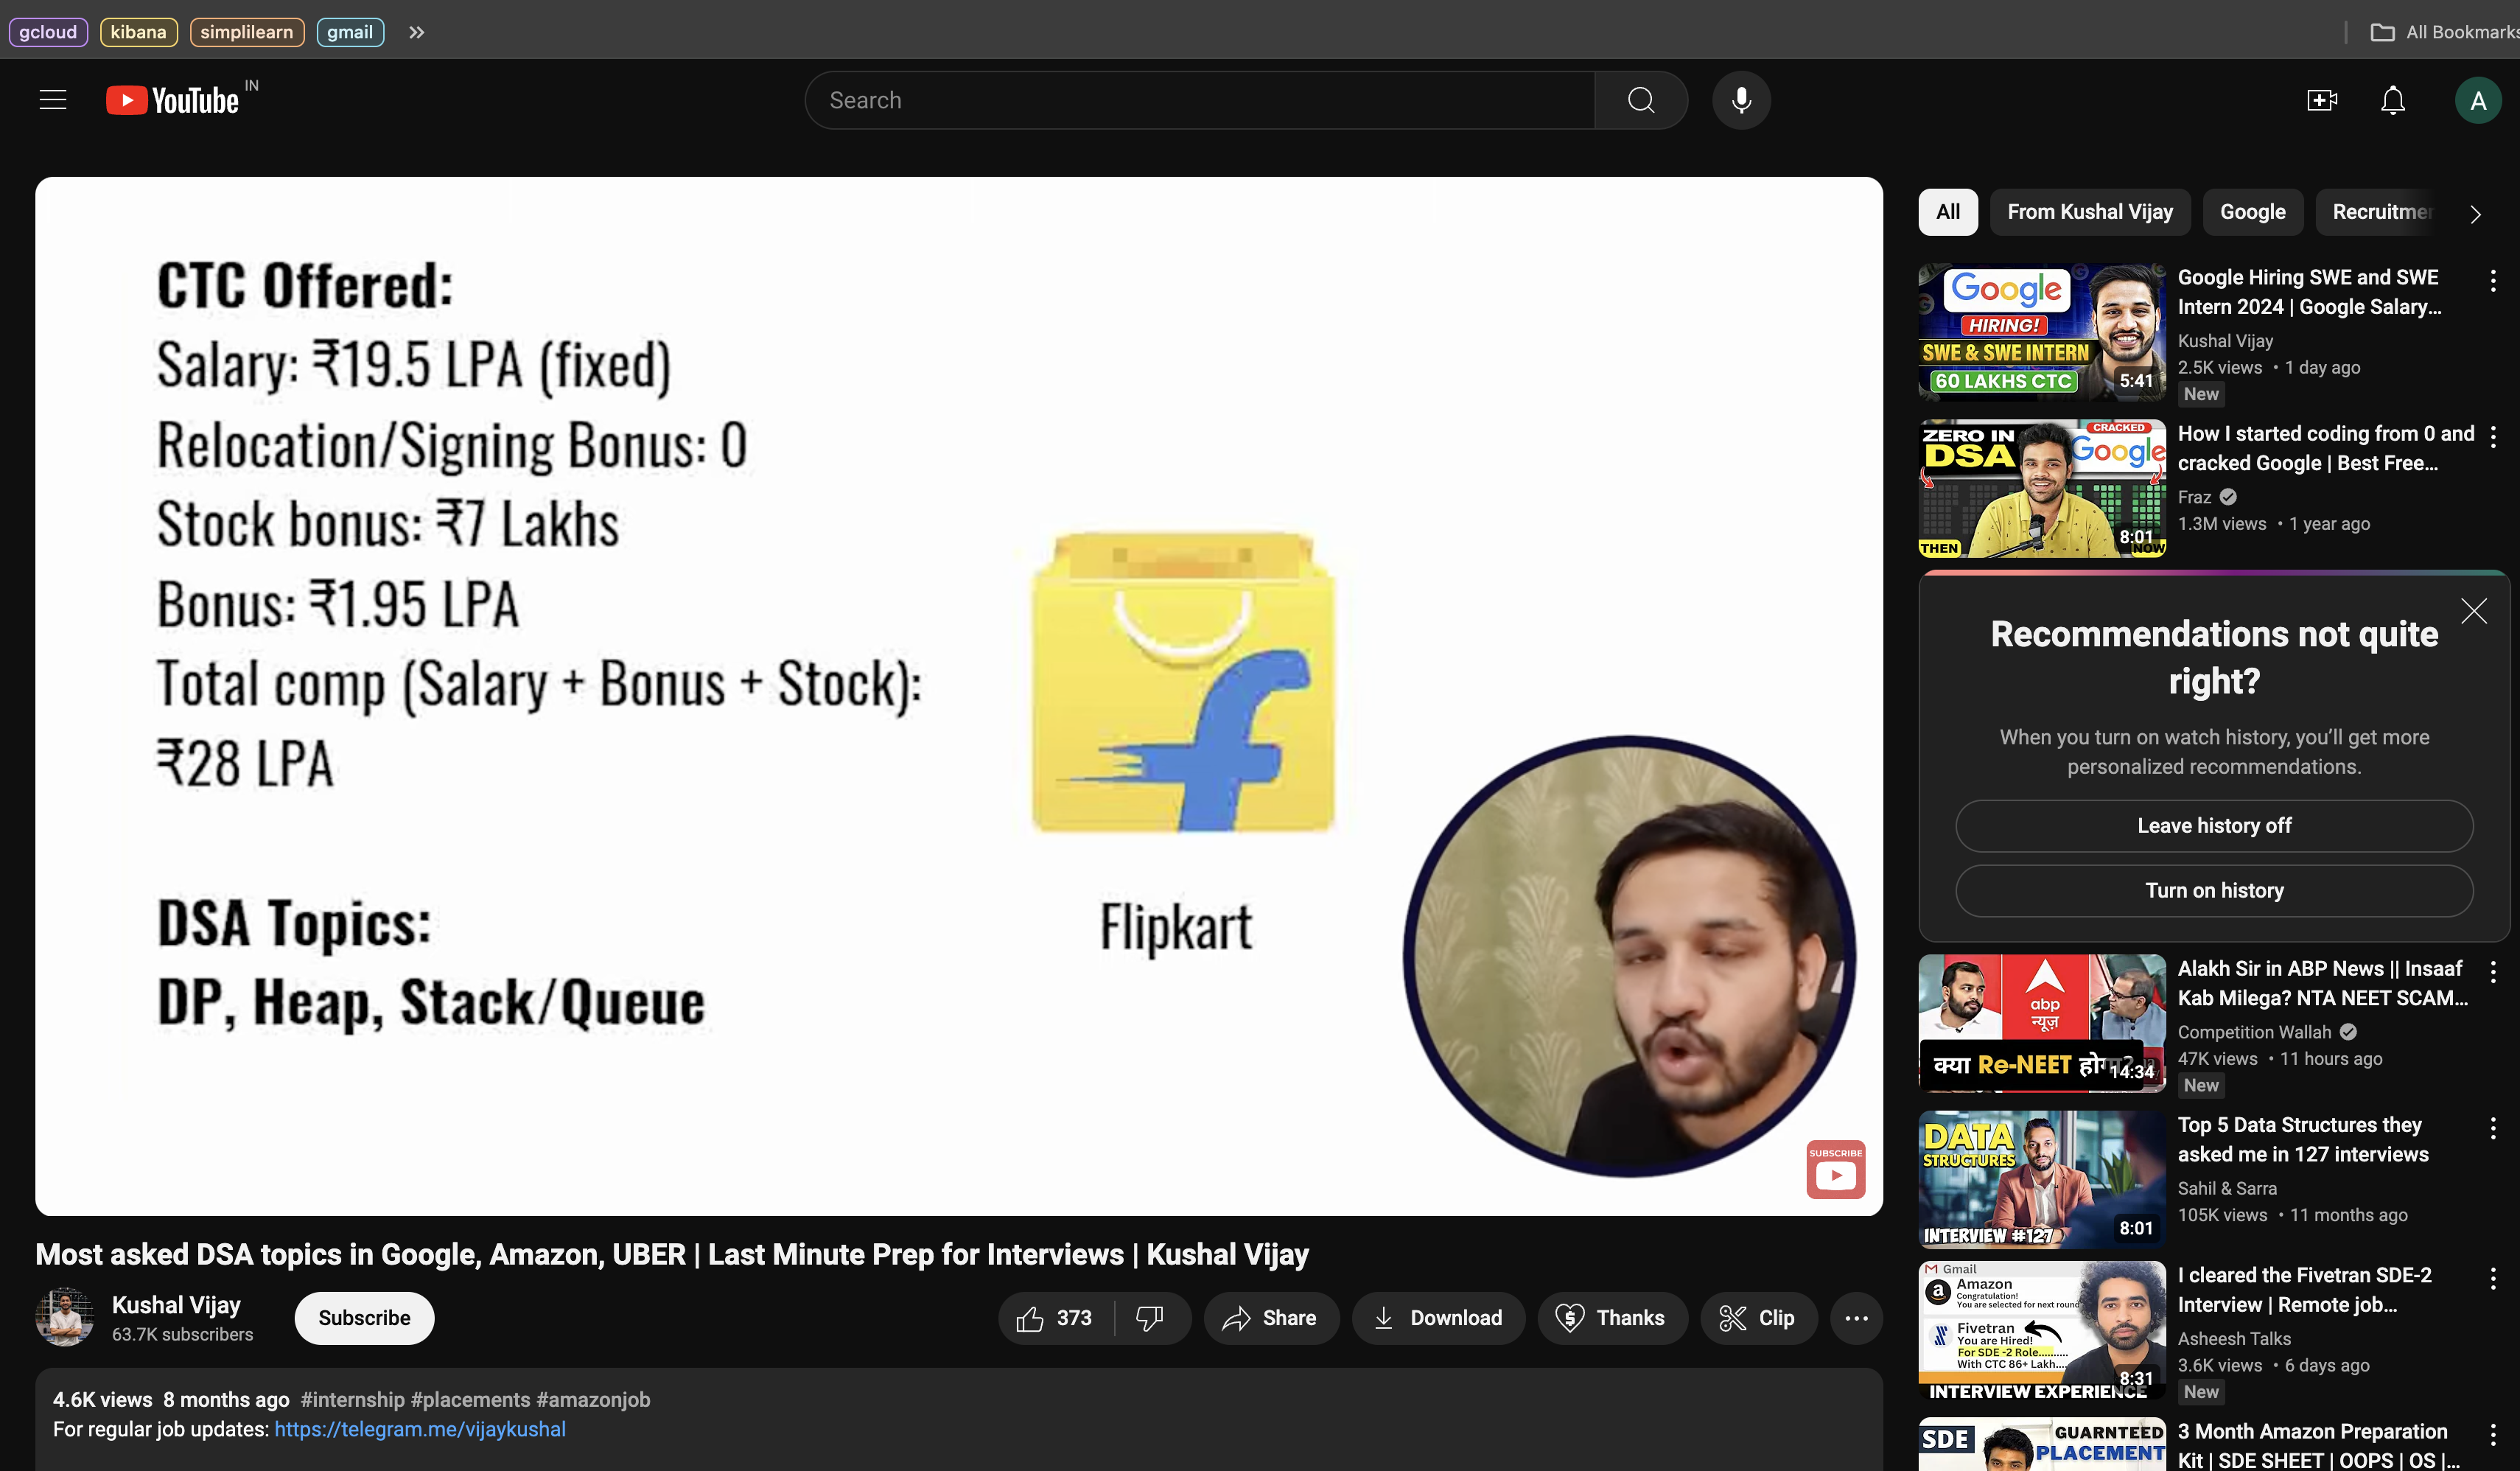 gcloud
kibana
simplilearn
gmail
All Bookmarks
YouTube
IN
Search
A
CTC Offered:
Salary: ₹19.5 LPA (fixed)
Relocation/Signing Bonus: 0
Stock bonus: ₹7 Lakhs
Bonus: ₹1.95 LPA
Total comp (Salary + Bonus + Stock):
₹28 LPA
DSA Topics:
DP, Heap, Stack/Queue
Flipkart
SUBSCRIBE
Most asked DSA topics in Google, Amazon, UBER | Last Minute Prep for Interviews | Kushal Vijay
Kushal Vijay
63.7K subscribers
Subscribe
373
Share
Download
Thanks
Clip
4.6K views 8 months ago #internship #placements #amazonjob
For regular job updates: https://telegram.me/vijaykushal
All
From Kushal Vijay
Google
Google
HIRING!
SWE & SWE INTERN
60 LAKHS CTC
5:41
Google Hiring SWE and SWE
Intern 2024 | Google Salary...
Kushal Vijay
2.5K views • 1 day ago
New
ZERO IN
DSA
CRACKED
Google
THEN
NOW
8:01
How I started coding from 0 and
cracked Google | Best Free...
Fraz
1.3M views • 1 year ago
Recommendations not quite
right?
When you turn on watch history, you’ll get more
personalized recommendations.
Leave history off
Turn on history
abp
न्यूज़
क्या Re-NEET
14:34
Alakh Sir in ABP News || Insaaf
Kab Milega? NTA NEET SCAM...
Competition Wallah
47K views • 11 hours ago
New
DATA
STRUCTURES
INTERVIEW #127
8:01
Top 5 Data Structures they
asked me in 127 interviews
Sahil & Sarra
105K views • 11 months ago
Gmail
Amazon
Congratulation!
You are selected for next round
Fivetran
You are Hired!
For SDE -2 Role..........
With CTC 86+ Lakh....
8:31
INTERVIEW EXPERIENCE
I cleared the Fivetran SDE-2
Interview | Remote job...
Asheesh Talks
3.6K views • 6 days ago
New
SDE
GUARNTEED
PLACEMENT
3 Month Amazon Preparation
Kit | SDE SHEET | OOPS | OS |...